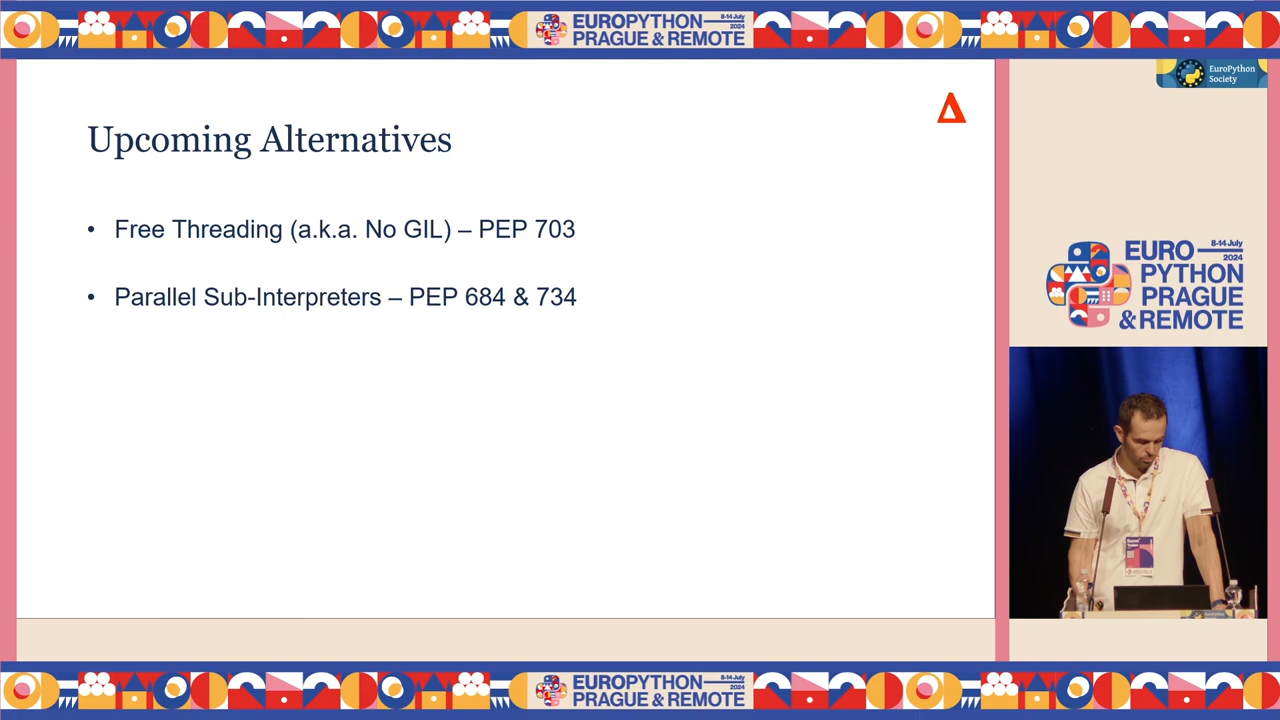 EUROPYTHON
8-14 July
2024
PRAGUE & REMOTE
EuroPython
Society
Upcoming Alternatives
• Free Threading (a.k.a. No GIL) – PEP 703
• Parallel Sub-Interpreters – PEP 684 & 734
EURO
8-14 July
2024
PYTHON
PRAGUE
& REMOTE
EUROPYTHON
8-14 July
2024
PRAGUE & REMOTE